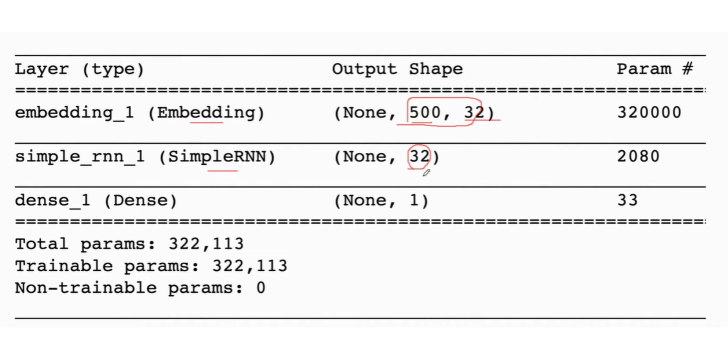 Layer (type) Output Shape Param #
================================================================
embedding_1 (Embedding) (None, 500, 32) 320000
simple_rnn_1 (SimpleRNN) (None, 32) 2080
dense_1 (Dense) (None, 1) 33
================================================================
Total params: 322,113
Trainable params: 322,113
Non-trainable params: 0